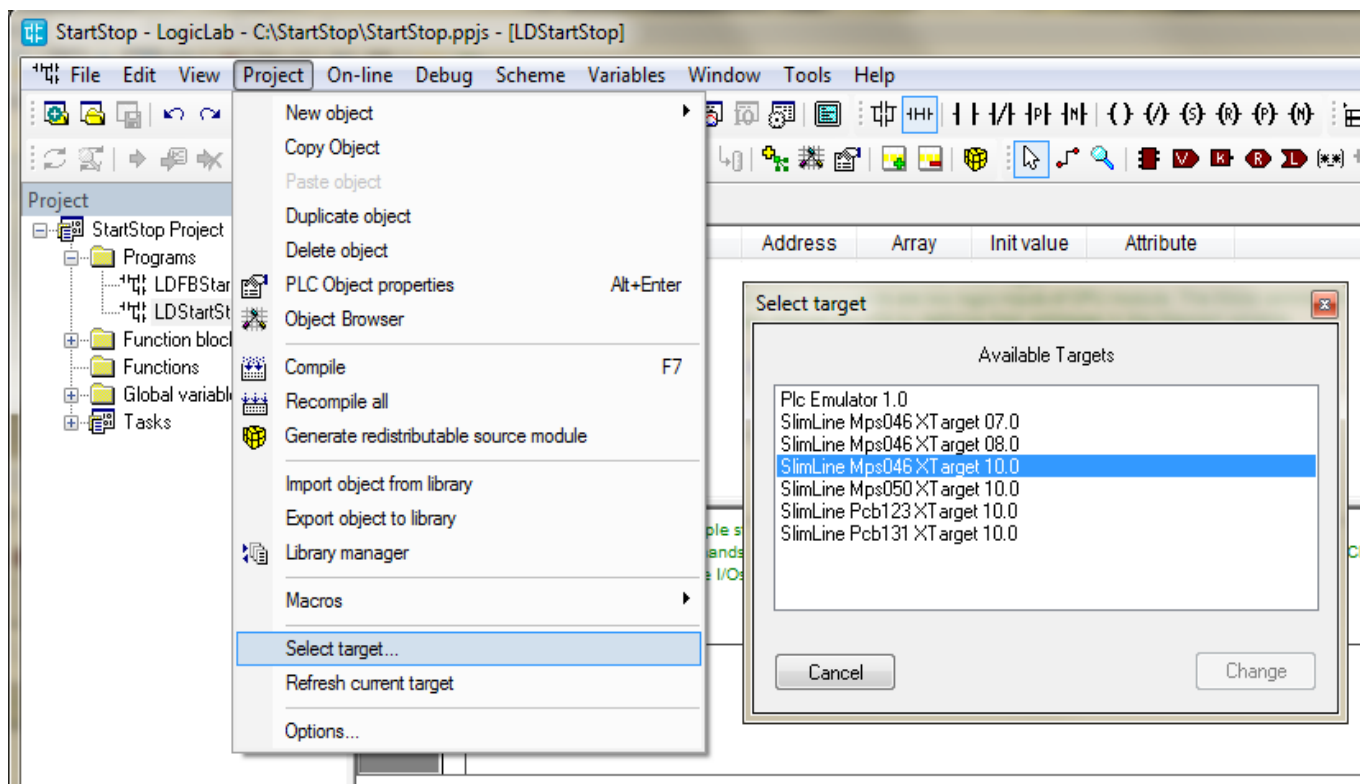 StartStop - LogicLab - C:\StartStop\StartStop.ppjs - [LDStartStop]
File Edit View Project On-line Debug Scheme Variables Window Tools Help
New object
Copy Object
Paste object
Duplicate object
Delete object
PLC Object properties Alt+Enter
Object Browser
Compile F7
Recompile all
Generate redistributable source module
Import object from library
Export object to library
Library manager
Macros
Select target...
Refresh current target
Options...
Project
StartStop Project
Programs
LDFBStar
LDStartSt
Function bloc
Functions
Global variabl
Tasks
Address Array Init value Attribute
Select target
Available Targets
Plc Emulator 1.0
SlimLine Mps046 XTarget 07.0
SlimLine Mps046 XTarget 08.0
SlimLine Mps046 XTarget 10.0
SlimLine Mps050 XTarget 10.0
SlimLine Pcb123 XTarget 10.0
SlimLine Pcb131 XTarget 10.0
Cancel Change
ple s
ands
e I/Os